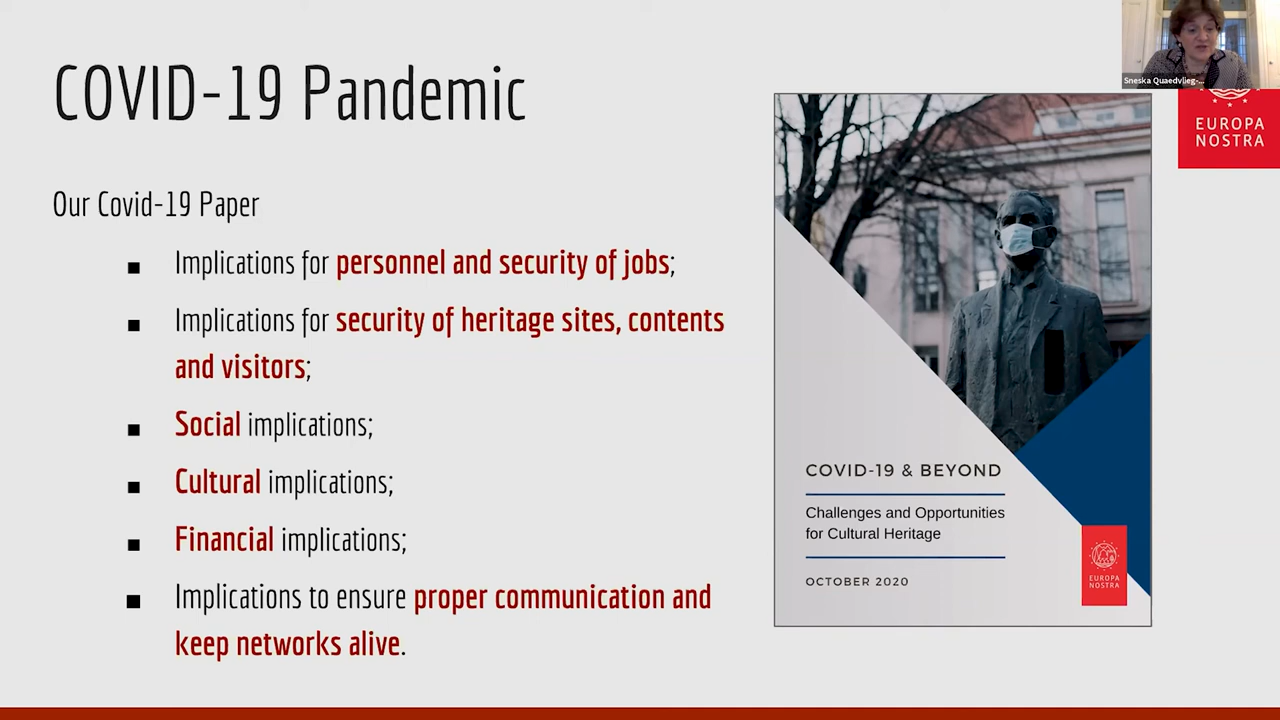 COVID-19 Pandemic
Sneska Quaedvlieg-...
EUROPA
NOSTRA
Our Covid-19 Paper
Implications for personnel and security of jobs;
Implications for security of heritage sites, contents
and visitors;
Social implications;
Cultural implications;
Financial implications;
Implications to ensure proper communication and
keep networks alive.
COVID-19 & BEYOND
Challenges and Opportunities
for Cultural Heritage
OCTOBER 2020
EUROPA
NOSTRA